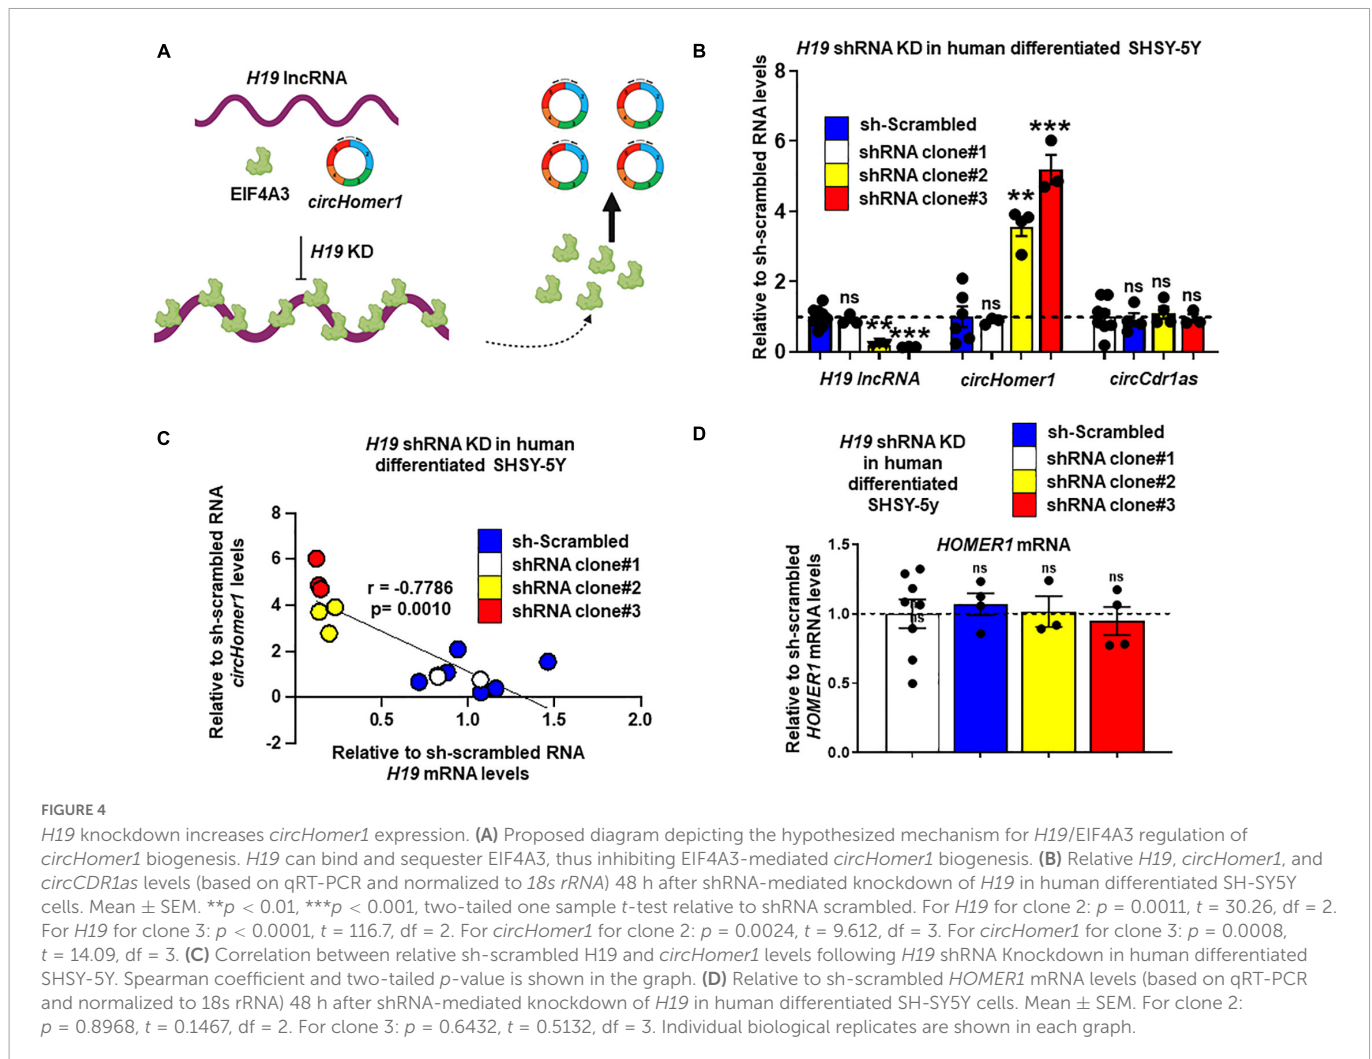 A
H19 lncRNA
EIF4A3
circHomer1
H19 KD
B
H19 shRNA KD in human differentiated SHSY-5Y
Relative to sh-scrambled RNA levels
8
6
4
2
0
sh-Scrambled
shRNA clone#1
shRNA clone#2
shRNA clone#3
ns
**
***
ns
**
***
ns
ns
ns
H19 lncRNA
circHomer1
circCdr1as
C
H19 shRNA KD in human
differentiated SHSY-5Y
Relative to sh-scrambled RNA
circHomer1 levels
8
6
4
2
0
-2
r = -0.7786
p= 0.0010
sh-Scrambled
shRNA clone#1
shRNA clone#2
shRNA clone#3
0.5
1.0
1.5
2.0
Relative to sh-scrambled RNA
H19 mRNA levels
D
H19 shRNA KD
in human
differentiated
SHSY-5y
sh-Scrambled
shRNA clone#1
shRNA clone#2
shRNA clone#3
HOMER1 mRNA
Relative to sh-scrambled
HOMER1 mRNA levels
1.5
1.0
0.5
0.0
ns
ns
ns
ns
FIGURE 4
H19 knockdown increases circHomer1 expression. (A) Proposed diagram depicting the hypothesized mechanism for H19/EIF4A3 regulation of
circHomer1 biogenesis. H19 can bind and sequester EIF4A3, thus inhibiting EIF4A3-mediated circHomer1 biogenesis. (B) Relative H19, circHomer1, and
circCDR1as levels (based on qRT-PCR and normalized to 18s rRNA) 48 h after shRNA-mediated knockdown of H19 in human differentiated SH-SY5Y
cells. Mean ± SEM. **p < 0.01, ***p < 0.001, two-tailed one sample t-test relative to shRNA scrambled. For H19 for clone 2: p = 0.0011, t = 30.26, df = 2.
For H19 for clone 3: p < 0.0001, t = 116.7, df = 2. For circHomer1 for clone 2: p = 0.0024, t = 9.612, df = 3. For circHomer1 for clone 3: p = 0.0008,
t = 14.09, df = 3. (C) Correlation between relative sh-scrambled H19 and circHomer1 levels following H19 shRNA Knockdown in human differentiated
SHSY-5Y. Spearman coefficient and two-tailed p-value is shown in the graph. (D) Relative to sh-scrambled HOMER1 mRNA levels (based on qRT-PCR
and normalized to 18s rRNA) 48 h after shRNA-mediated knockdown of H19 in human differentiated SH-SY5Y cells. Mean ± SEM. For clone 2:
p = 0.8968, t = 0.1467, df = 2. For clone 3: p = 0.6432, t = 0.5132, df = 3. Individual biological replicates are shown in each graph.